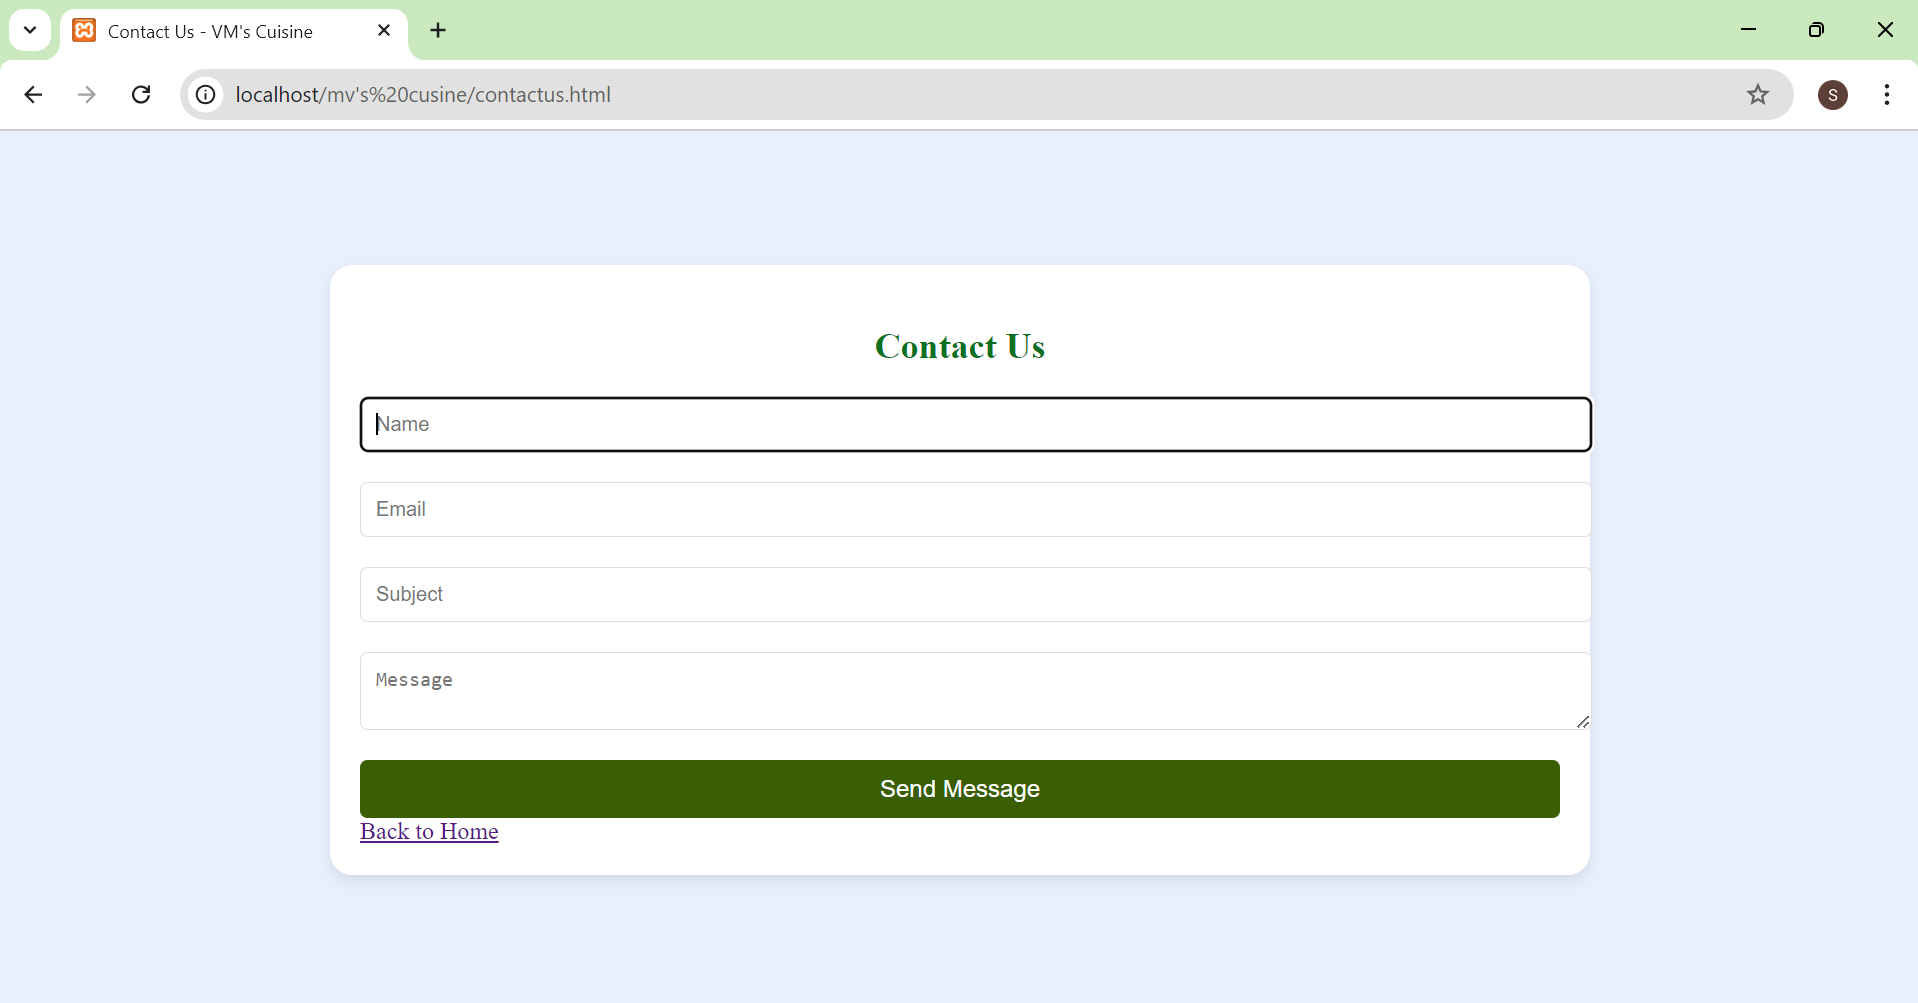 Contact Us - VM's Cuisine
localhost/mv's%20cusine/contactus.html
S
Contact Us
Name
Email
Subject
Message
Send Message
Back to Home